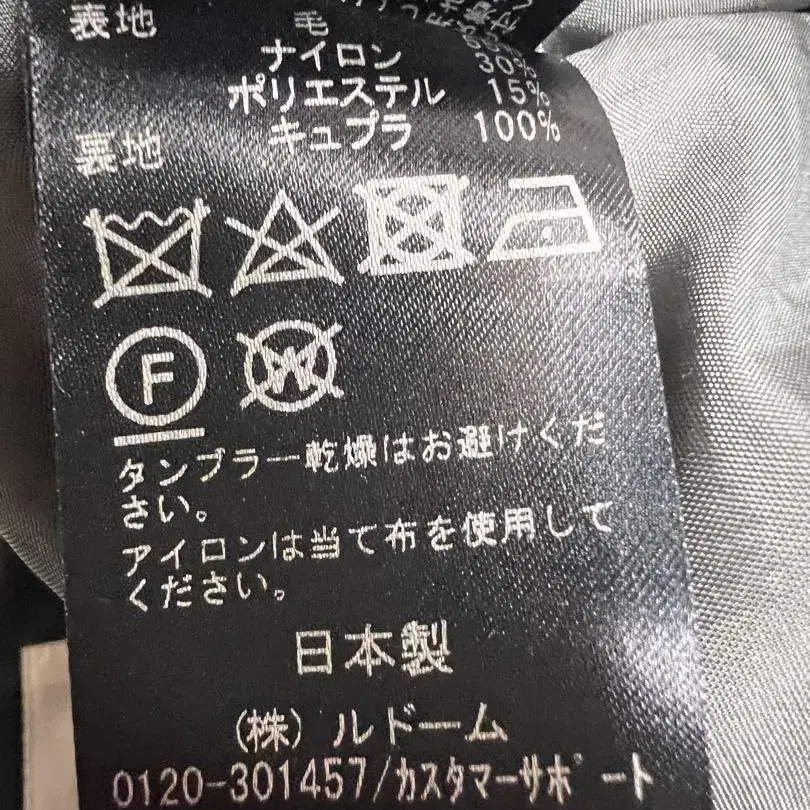 表地 毛
ナイロン 30%
ポリエステル 15%
裏地 キュプラ 100%
F
W
タンブラー乾燥はお避けくだ
さい。
アイロンは当て布を使用して
ください。
日本製
(株)ルドーム
0120-301457/カスタマーサポート